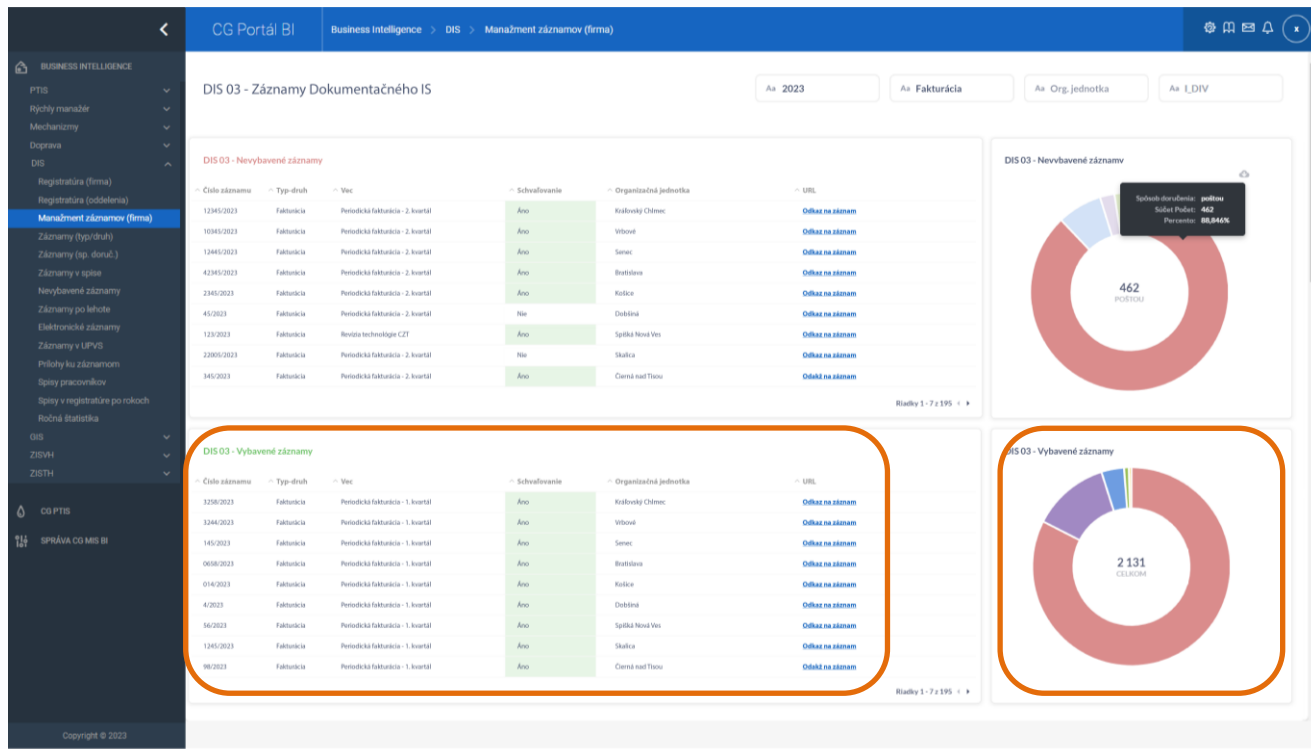 CG Portál BI
Business Intelligence > DIS > Manažment záznamov (firma)
x
BUSINESS INTELLIGENCE
PTIS
Rýchly manažér
Mechanizmy
Doprava
DIS
Registratúra (firma)
Registratúra (oddelenia)
Manažment záznamov (firma)
Záznamy (typ/druh)
Záznamy (sp. doruč.)
Záznamy v spise
Nevybavené záznamy
Záznamy po lehote
Elektronické záznamy
Záznamy v UPVS
Prílohy ku záznamom
Spisy pracovníkov
Spisy v registratúre po rokoch
Ročná štatistika
GIS
ZISVH
ZISTH
CG PTIS
SPRÁVA CG MIS BI
Copyright © 2023
DIS 03 - Záznamy Dokumentačného IS
Aa 2023
Aa Fakturácia
Aa Org. jednotka
Aa I_DIV
DIS 03 - Nevybavené záznamy
Číslo záznamu Typ-druh Vec Schvaľovanie Organizačná jednotka URL
12345/2023 Fakturácia Periodická fakturácia - 2. kvartál Áno Kráľovský Chlmec Odkaz na záznam
10345/2023 Fakturácia Periodická fakturácia - 2. kvartál Áno Vrbové Odkaz na záznam
12445/2023 Fakturácia Periodická fakturácia - 2. kvartál Áno Senec Odkaz na záznam
42345/2023 Fakturácia Periodická fakturácia - 2. kvartál Áno Bratislava Odkaz na záznam
2345/2023 Fakturácia Periodická fakturácia - 2. kvartál Áno Košice Odkaz na záznam
45/2023 Fakturácia Periodická fakturácia - 2. kvartál Nie Dobšiná Odkaz na záznam
123/2023 Fakturácia Revízia technológie CZT Áno Spišká Nová Ves Odkaz na záznam
22005/2023 Fakturácia Periodická fakturácia - 2. kvartál Nie Skalica Odkaz na záznam
345/2023 Fakturácia Periodická fakturácia - 2. kvartál Áno Čierná nad Tisou Odakž na záznam
Riadky 1 - 7 z 195
DIS 03 - Nevybavené záznamy
Spôsob doručenia: poštou
Súčet Počet: 462
Percento: 88,846%
462
POŠTOU
DIS 03 - Vybavené záznamy
Číslo záznamu Typ-druh Vec Schvaľovanie Organizačná jednotka URL
3258/2023 Fakturácia Periodická fakturácia - 1. kvartál Áno Kráľovský Chlmec Odkaz na záznam
3244/2023 Fakturácia Periodická fakturácia - 1. kvartál Áno Vrbové Odkaz na záznam
145/2023 Fakturácia Periodická fakturácia - 1. kvartál Áno Senec Odkaz na záznam
0658/2023 Fakturácia Periodická fakturácia - 1. kvartál Áno Bratislava Odkaz na záznam
014/2023 Fakturácia Periodická fakturácia - 1. kvartál Áno Košice Odkaz na záznam
4/2023 Fakturácia Periodická fakturácia - 1. kvartál Áno Dobšiná Odkaz na záznam
56/2023 Fakturácia Periodická fakturácia - 1. kvartál Áno Spišká Nová Ves Odkaz na záznam
1245/2023 Fakturácia Periodická fakturácia - 1. kvartál Áno Skalica Odkaz na záznam
98/2023 Fakturácia Periodická fakturácia - 1. kvartál Áno Čierná nad Tisou Odakž na záznam
Riadky 1 - 7 z 195
DIS 03 - Vybavené záznamy
2 131
CELKOM